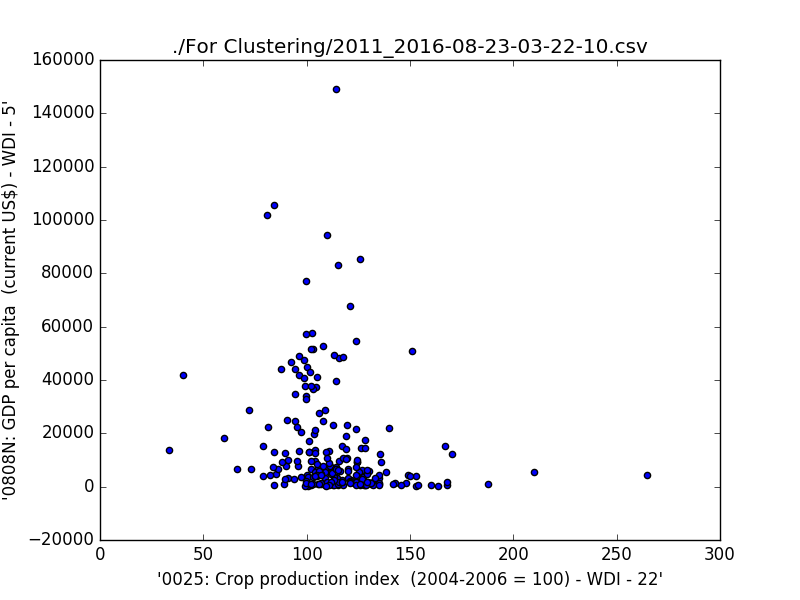 ./For Clustering/2011_2016-08-23-03-22-10.csv
160000
140000
120000
100000
80000
60000
40000
20000
0
−20000
'0808N: GDP per capita  (current US$) - WDI - 5'
0 50 100 150 200 250 300
'0025: Crop production index  (2004-2006 = 100) - WDI - 22'